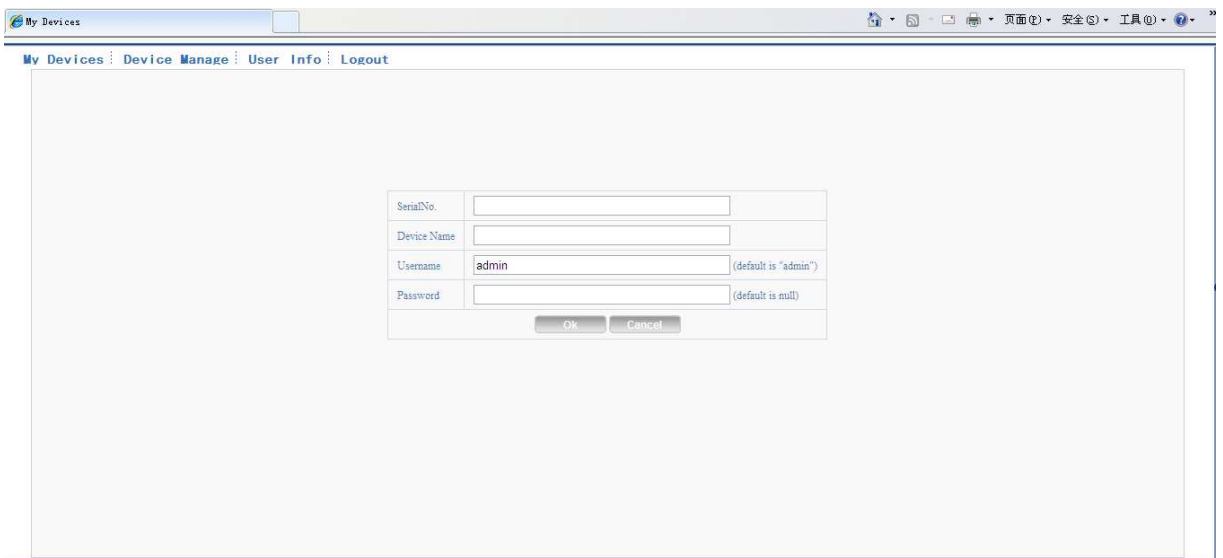 My Devices
页面(P) 安全(S) 工具(O) »
My Devices Device Manage User Info Logout
SerialNo.
Device Name
Username admin (default is "admin")
Password (default is null)
Ok Cancel